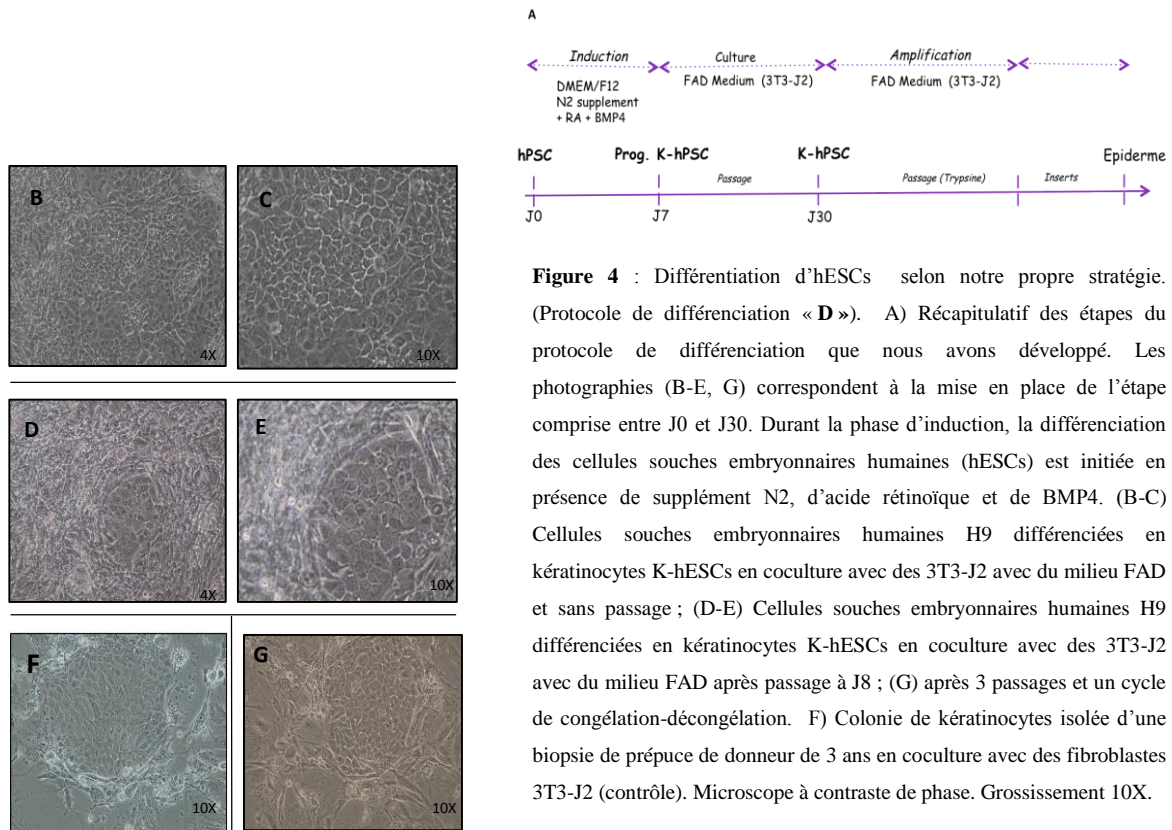 A
Induction Culture Amplification
DMEM/F12 FAD Medium (3T3-J2) FAD Medium (3T3-J2)
N2 supplement
+ RA + BMP4
hPSC Prog. K-hPSC K-hPSC Epiderme
Passage Passage (Trypsine) Inserts
J0 J7 J30
B
4X
C
10X
D
4X
E
10X
F
10X
G
10X
Figure 4 : Différentiation d'hESCs selon notre propre stratégie.
(Protocole de différenciation « D »). A) Récapitulatif des étapes du
protocole de différenciation que nous avons développé. Les
photographies (B-E, G) correspondent à la mise en place de l'étape
comprise entre J0 et J30. Durant la phase d'induction, la différenciation
des cellules souches embryonnaires humaines (hESCs) est initiée en
présence de supplément N2, d'acide rétinoïque et de BMP4. (B-C)
Cellules souches embryonnaires humaines H9 différenciées en
kératinocytes K-hESCs en coculture avec des 3T3-J2 avec du milieu FAD
et sans passage ; (D-E) Cellules souches embryonnaires humaines H9
différenciées en kératinocytes K-hESCs en coculture avec des 3T3-J2
avec du milieu FAD après passage à J8 ; (G) après 3 passages et un cycle
de congélation-décongélation. F) Colonie de kératinocytes isolée d'une
biopsie de prépuce de donneur de 3 ans en coculture avec des fibroblastes
3T3-J2 (contrôle). Microscope à contraste de phase. Grossissement 10X.